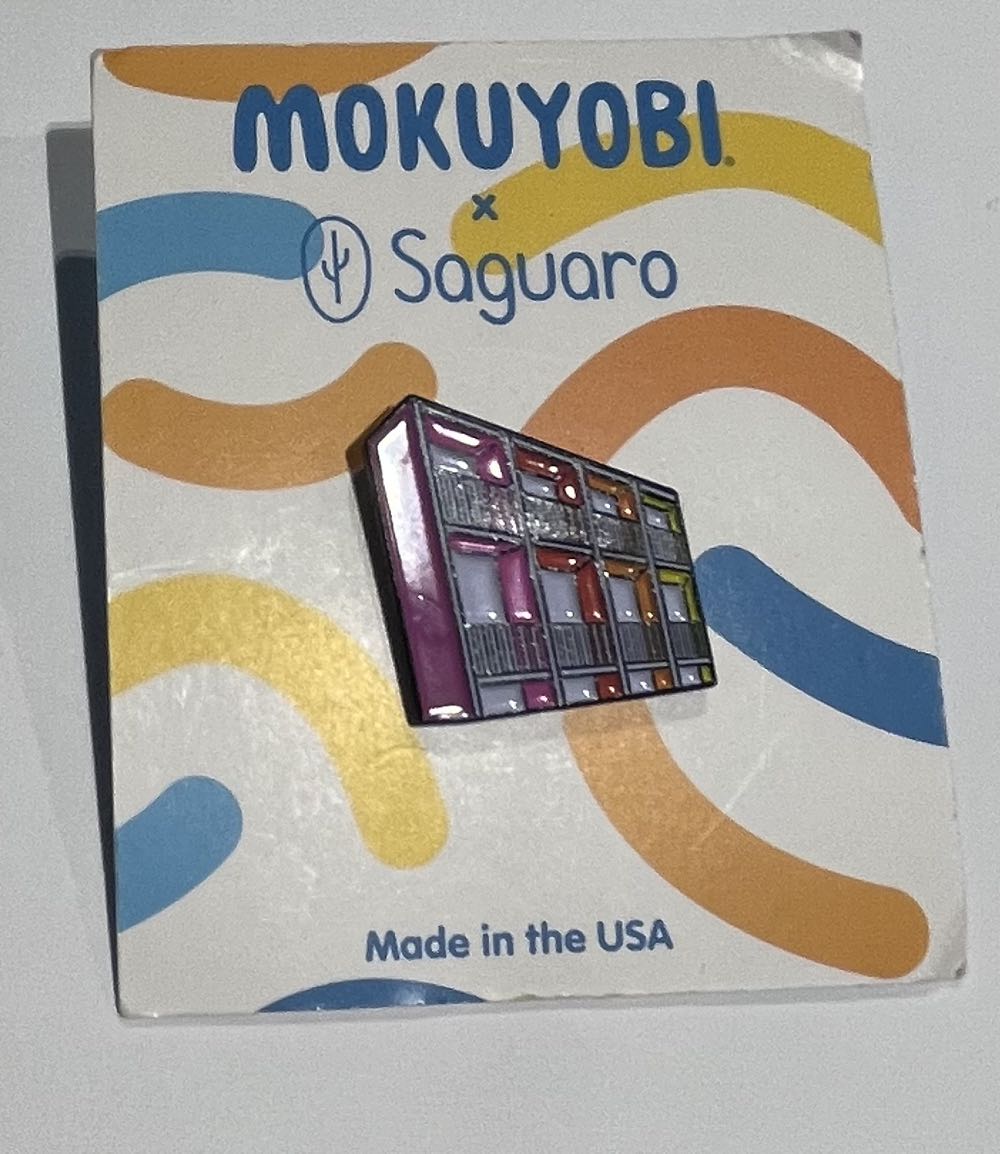 MOKUYOBI
x
Saguaro
Made in the USA